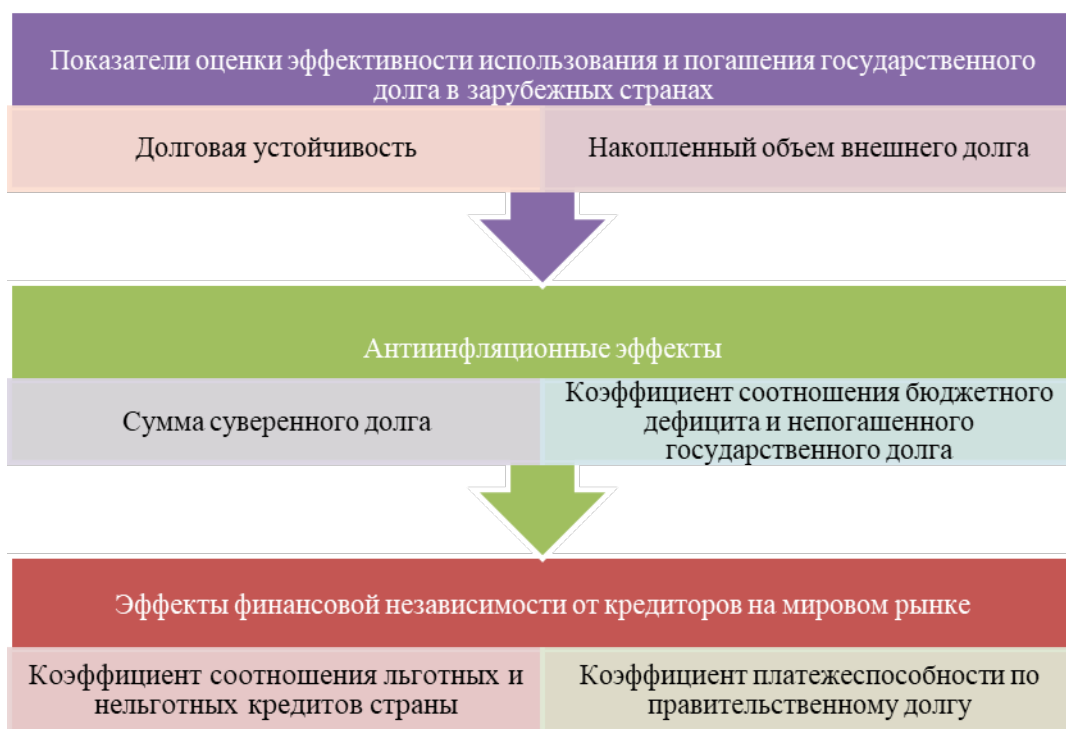 Показатели оценки эффективности использования и погашения государственного
долга в зарубежных странах
Долговая устойчивость
Накопленный объем внешнего долга
Антиинфляционные эффекты
Сумма суверенного долга
Коэффициент соотношения бюджетного
дефицита и непогашенного
государственного долга
Эффекты финансовой независимости от кредиторов на мировом рынке
Коэффициент соотношения льготных и
нельготных кредитов страны
Коэффициент платежеспособности по
правительственному долгу